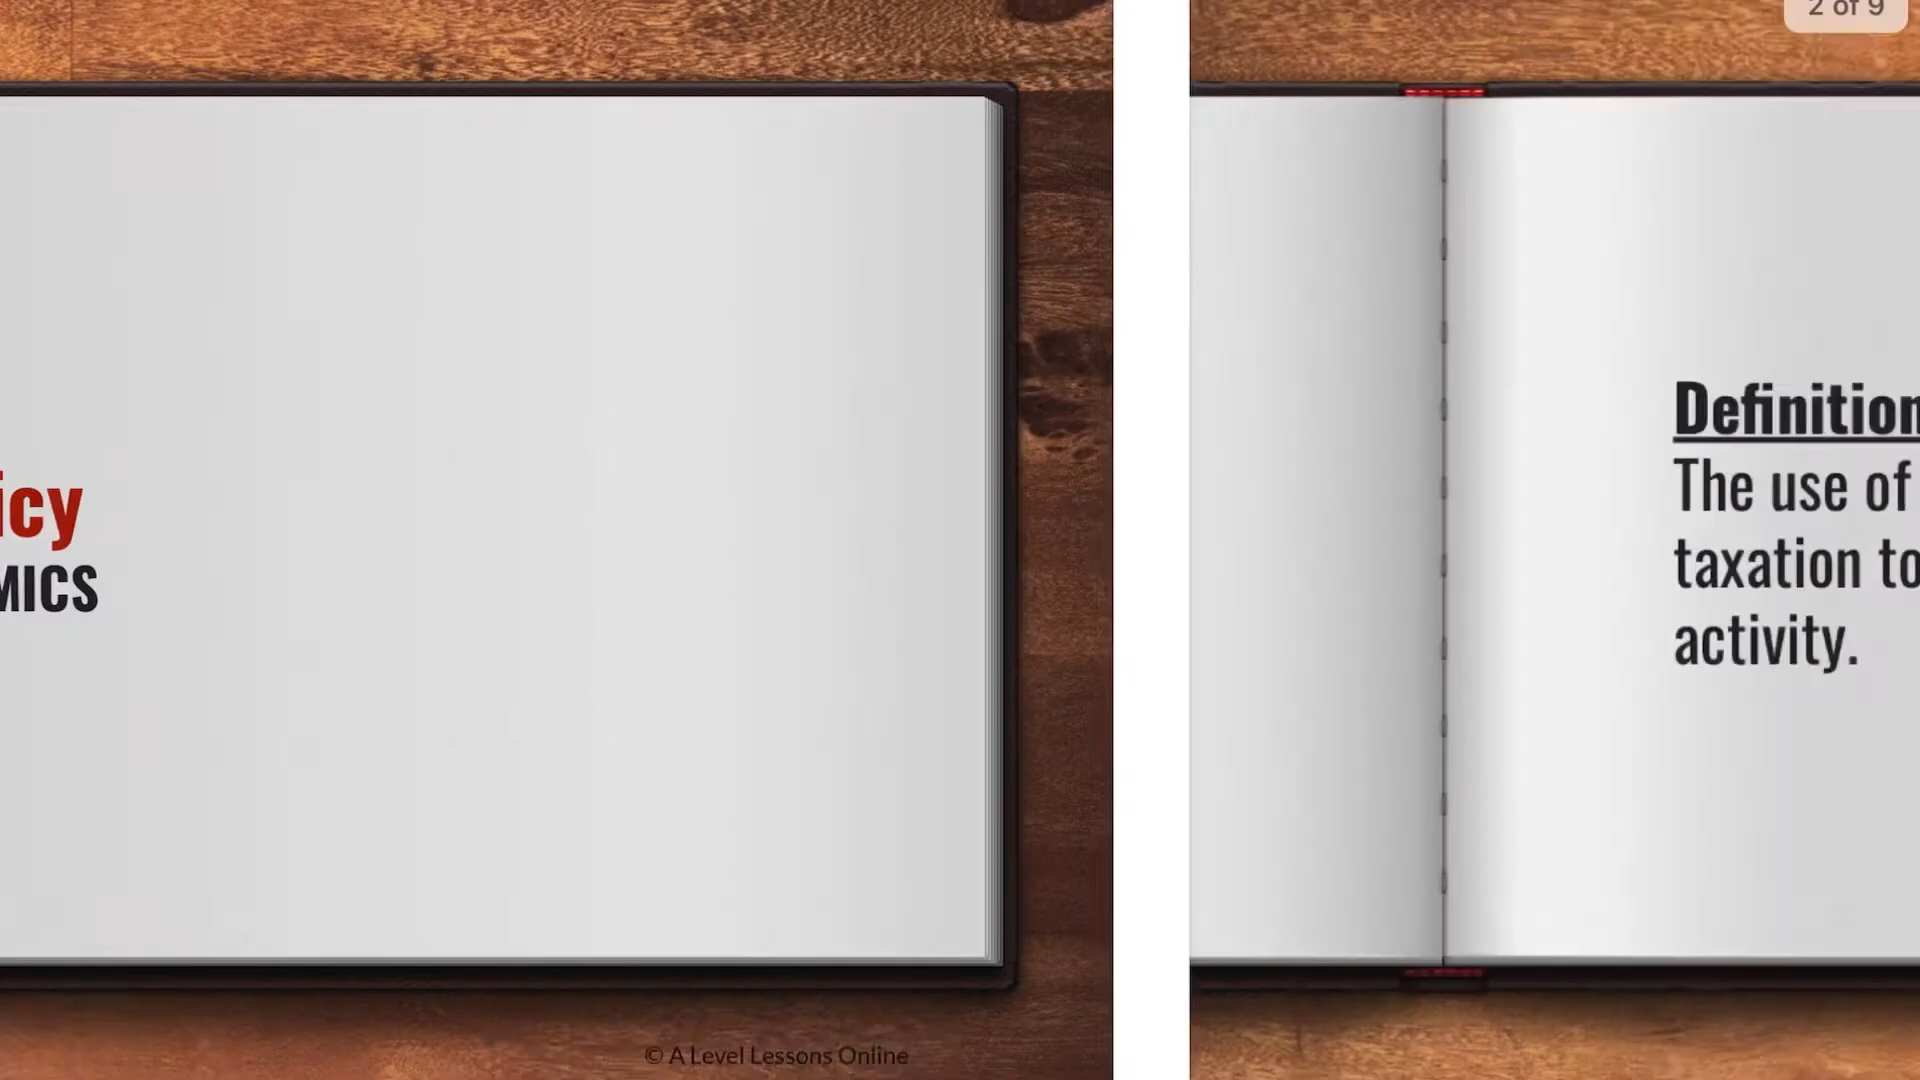 icy
MICS
© A Level Lessons Online
2 of 9
Definition
The use of
taxation to
activity.